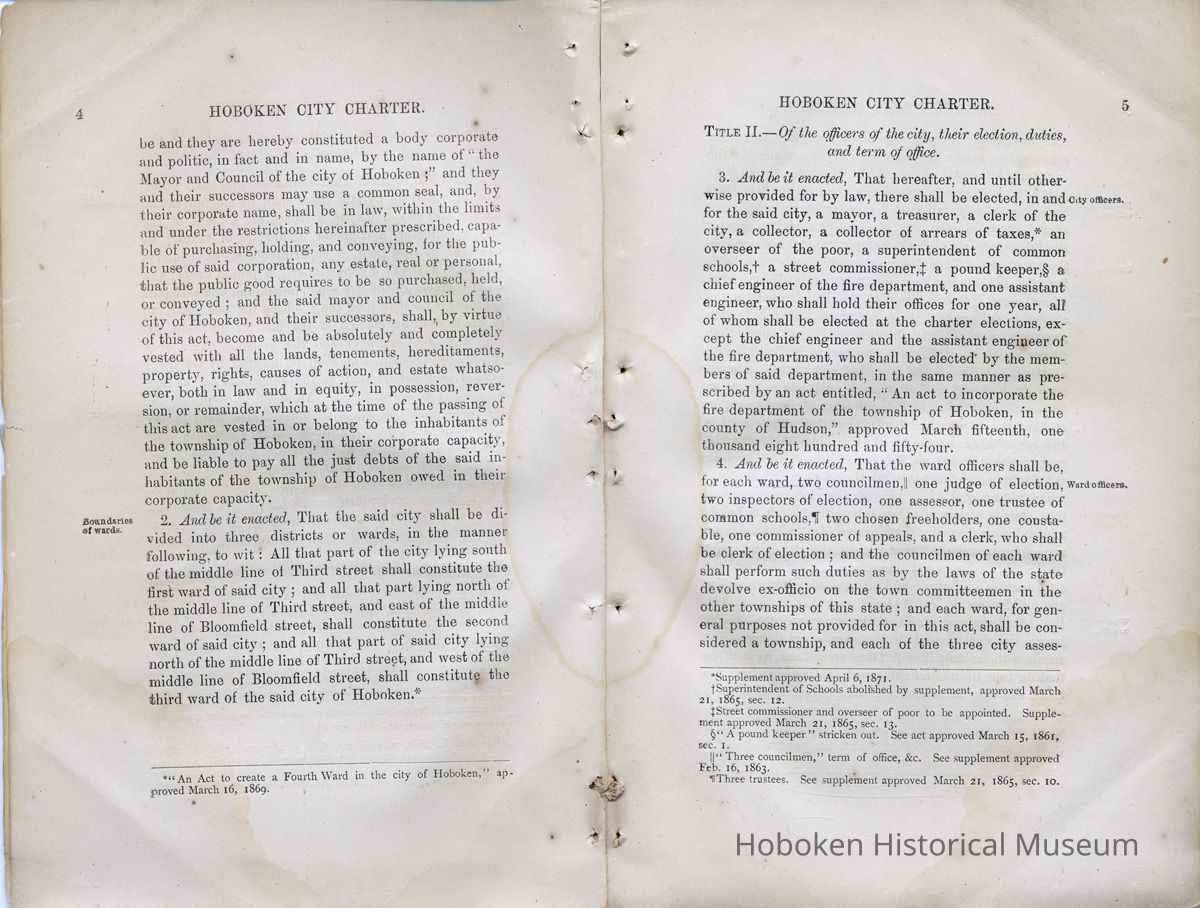 4
HOBOKEN CITY CHARTER.
be and they are hereby constituted a body corporate
and politic, in fact and in name, by the name of “ the
Mayor and Council of the city of Hoboken ;” and they
and their successors may use a common seal, and, by
their corporate name, shall be in law, within the limits
and under the restrictions hereinafter prescribed, capa-
ble of purchasing, holding, and conveying, for the pub-
lic use of said corporation, any estate, real or personal,
that the public good requires to be so purchased, held,
or conveyed ; and the said mayor and council of the
city of Hoboken, and their successors, shall, by virtue
of this act, become and be absolutely and completely
vested with all the lands, tenements, hereditaments,
property, rights, causes of action, and estate whatso-
ever, both in law and in equity, in possession, rever-
sion, or remainder, which at the time of the passing of
this act are vested in or belong to the inhabitants of
the township of Hoboken, in their corporate capacity,
and be liable to pay all the just debts of the said in-
habitants of the township of Hoboken owed in their
corporate capacity.
Boundaries
of wards.
2. And be it enacted, That the said city shall be di-
vided into three districts or wards, in the manner
following, to wit : All that part of the city lying south
of the middle line of Third street shall constitute the
first ward of said city ; and all that part lying north of
the middle line of Third street, and east of the middle
line of Bloomfield street, shall constitute the second
ward of said city ; and all that part of said city lying
north of the middle line of Third street, and west of the
middle line of Bloomfield street, shall constitute the
third ward of the said city of Hoboken.*
*“An Act to create a Fourth Ward in the city of Hoboken,” ap-
proved March 16, 1869.
HOBOKEN CITY CHARTER.
5
TITLE II.—Of the officers of the city, their election, duties,
and term of office.
3. And be it enacted, That hereafter, and until other-
wise provided for by law, there shall be elected, in and
City officers.
for the said city, a mayor, a treasurer, a clerk of the
city, a collector, a collector of arrears of taxes,* an
overseer of the poor, a superintendent of common
schools,† a street commissioner,‡ a pound keeper,§ a
chief engineer of the fire department, and one assistant
engineer, who shall hold their offices for one year, all
of whom shall be elected at the charter elections, ex-
cept the chief engineer and the assistant engineer of
the fire department, who shall be elected by the mem-
bers of said department, in the same manner as pre-
scribed by an act entitled, “ An act to incorporate the
fire department of the township of Hoboken, in the
county of Hudson,” approved March fifteenth, one
thousand eight hundred and fifty-four.
4. And be it enacted, That the ward officers shall be,
for each ward, two councilmen,‖ one judge of election,
Ward officers.
two inspectors of election, one assessor, one trustee of
common schools,¶ two chosen freeholders, one consta-
ble, one commissioner of appeals, and a clerk, who shall
be clerk of election ; and the councilmen of each ward
shall perform such duties as by the laws of the state
devolve ex-officio on the town committeemen in the
other townships of this state ; and each ward, for gen-
eral purposes not provided for in this act, shall be con-
sidered a township, and each of the three city asses-
*Supplement approved April 6, 1871.
†Superintendent of Schools abolished by supplement, approved March
21, 1865, sec. 12.
‡Street commissioner and overseer of poor to be appointed. Supple-
ment approved March 21, 1865, sec. 13.
§“ A pound keeper ” stricken out. See act approved March 15, 1861,
sec. 1.
‖“ Three councilmen,” term of office, &c. See supplement approved
Feb. 16, 1863.
¶Three trustees. See supplement approved March 21, 1865, sec. 10.
Hoboken Historical Museum